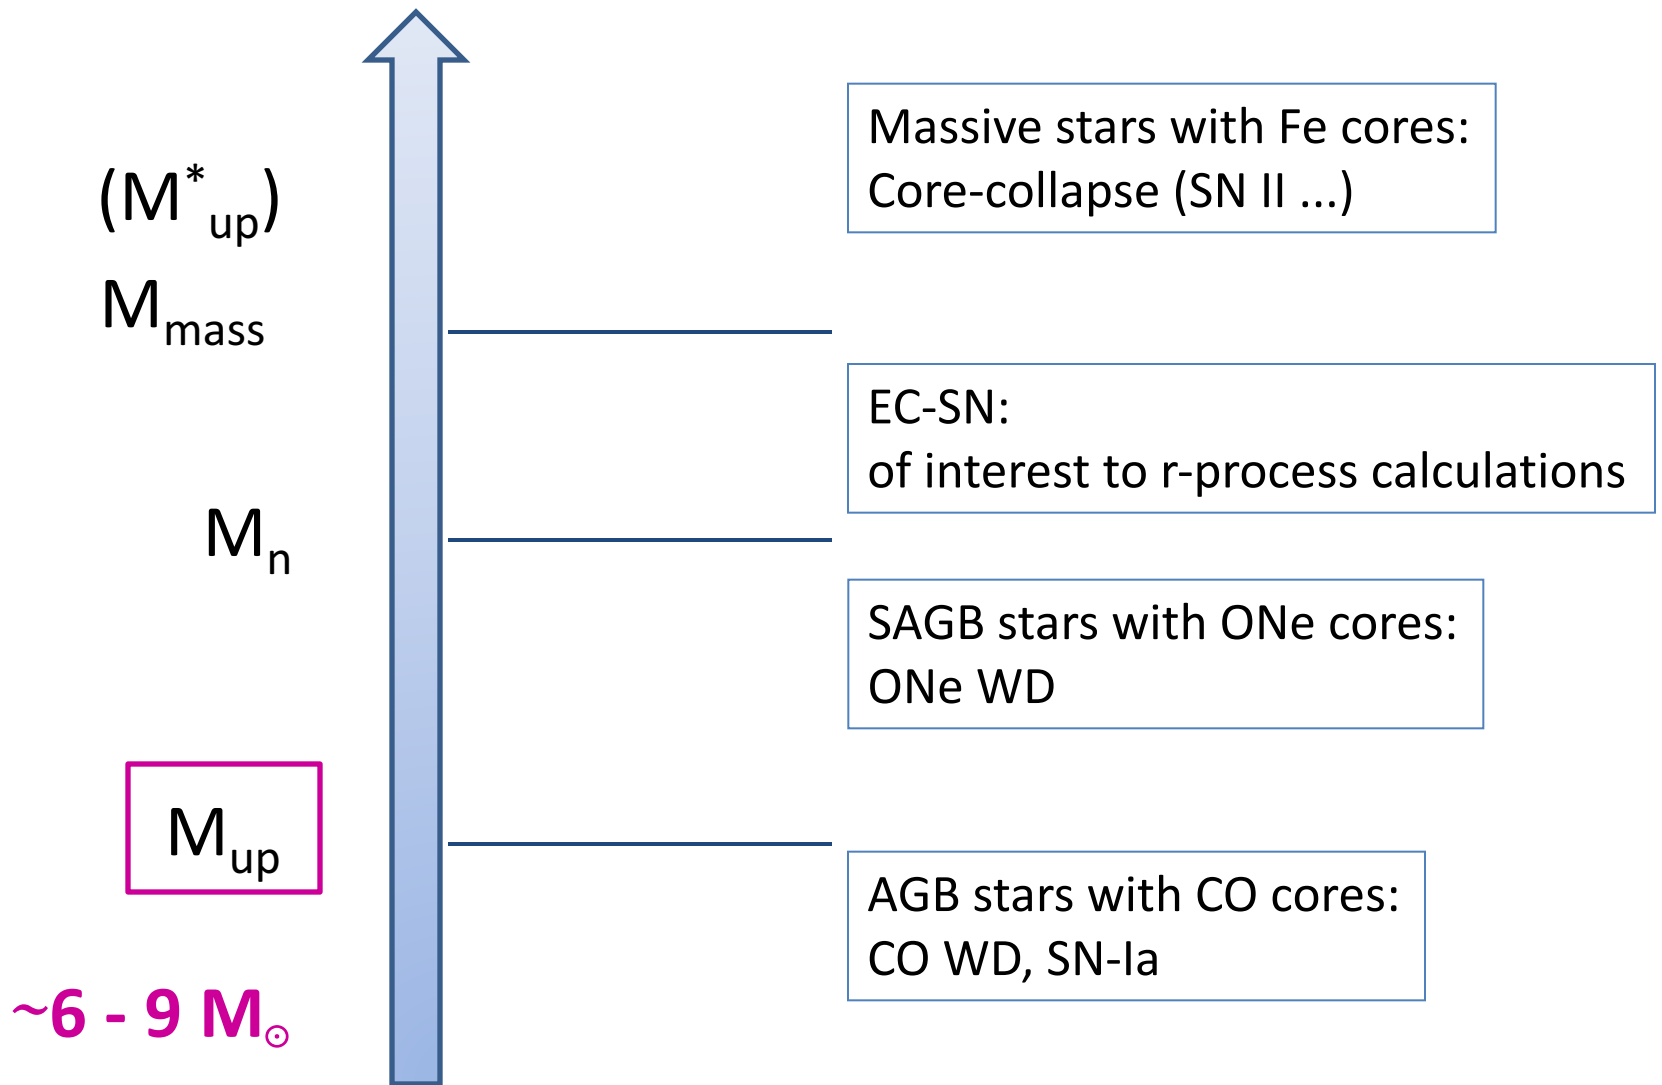 Massive stars with Fe cores:
Core-collapse (SN II ...)
(M*up)
Mmass
EC-SN:
of interest to r-process calculations
Mn
SAGB stars with ONe cores:
ONe WD
Mup
AGB stars with CO cores:
CO WD, SN-Ia
~6 - 9 M⊙